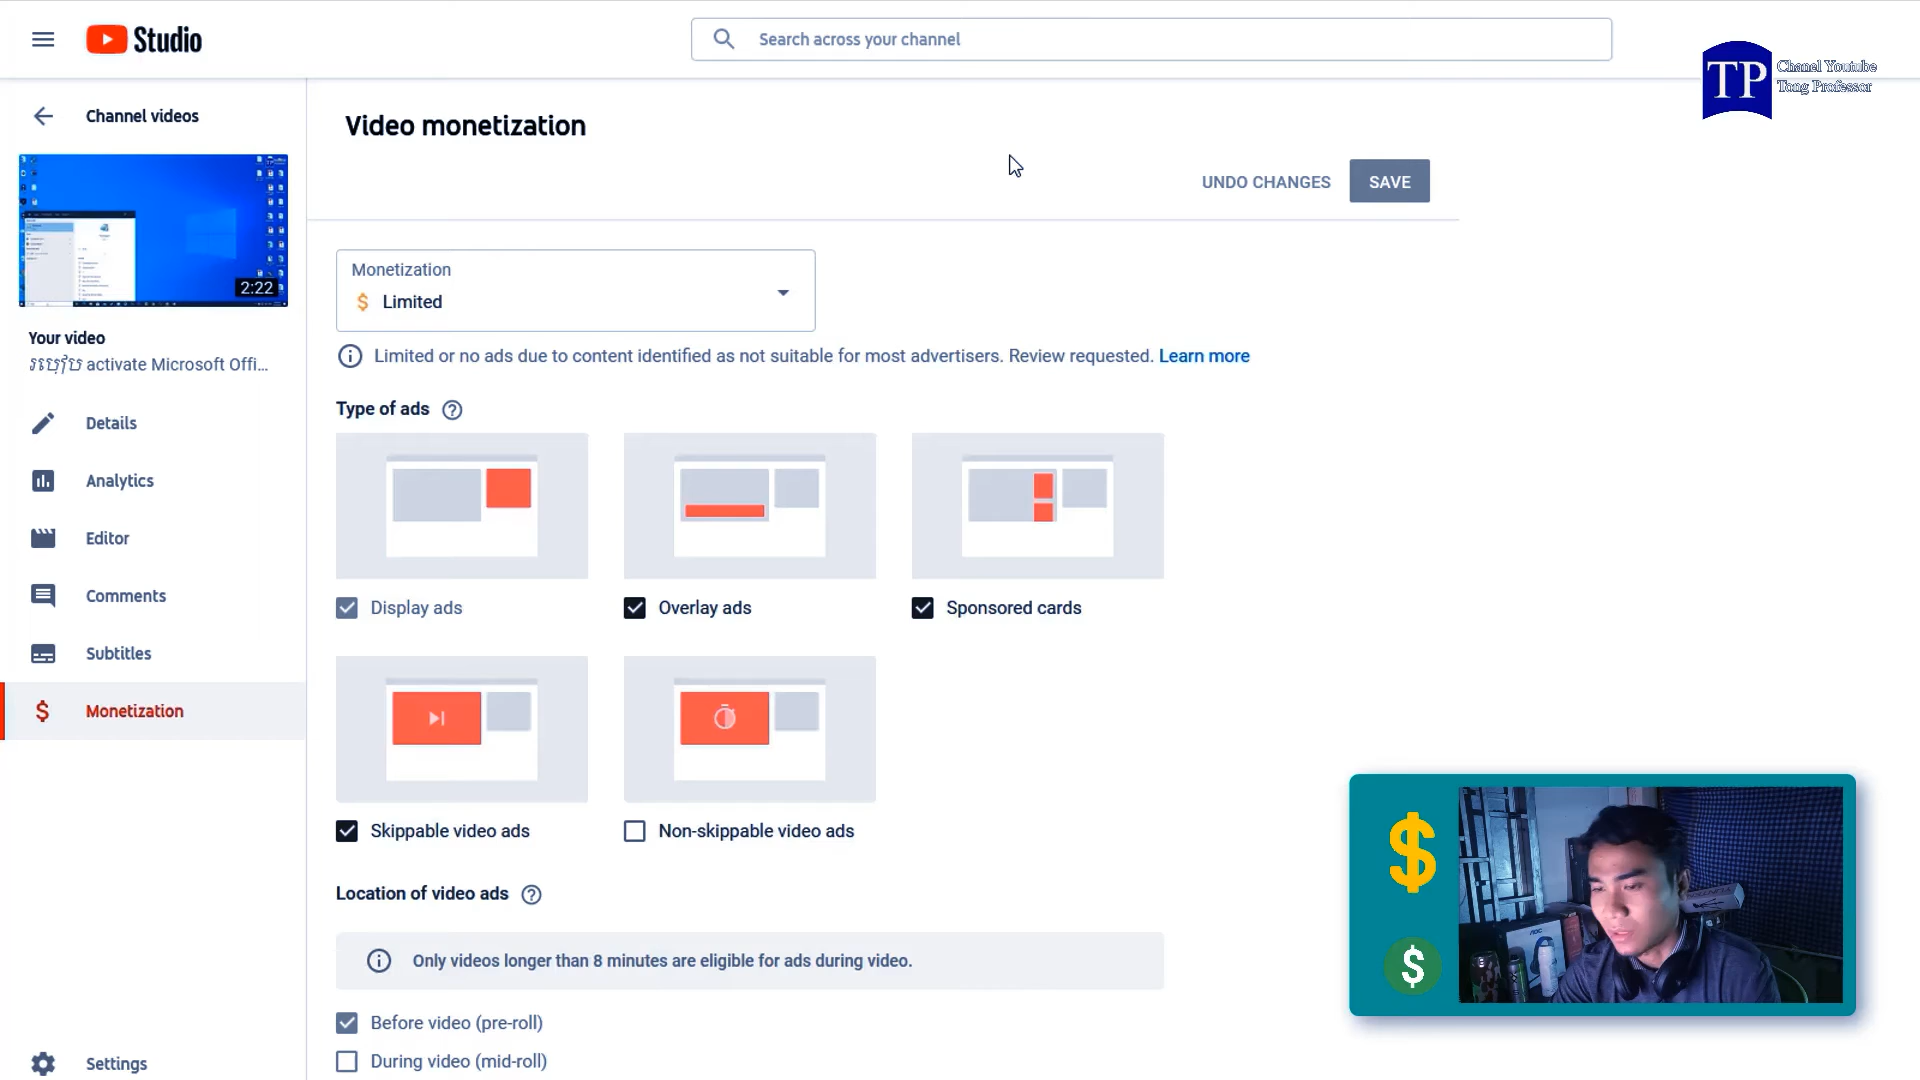 Studio
Search across your channel
TP
Chanel Youtube
Tong Professor
Channel videos
2:22
Your video
របៀប activate Microsoft Offi...
Details
Analytics
Editor
Comments
Subtitles
$ Monetization
Settings
Video monetization
UNDO CHANGES
SAVE
Monetization
$ Limited
Limited or no ads due to content identified as not suitable for most advertisers. Review requested. Learn more
Type of ads
Display ads
Overlay ads
Sponsored cards
Skippable video ads
Non-skippable video ads
Location of video ads
Only videos longer than 8 minutes are eligible for ads during video.
Before video (pre-roll)
During video (mid-roll)
$
$
AOC